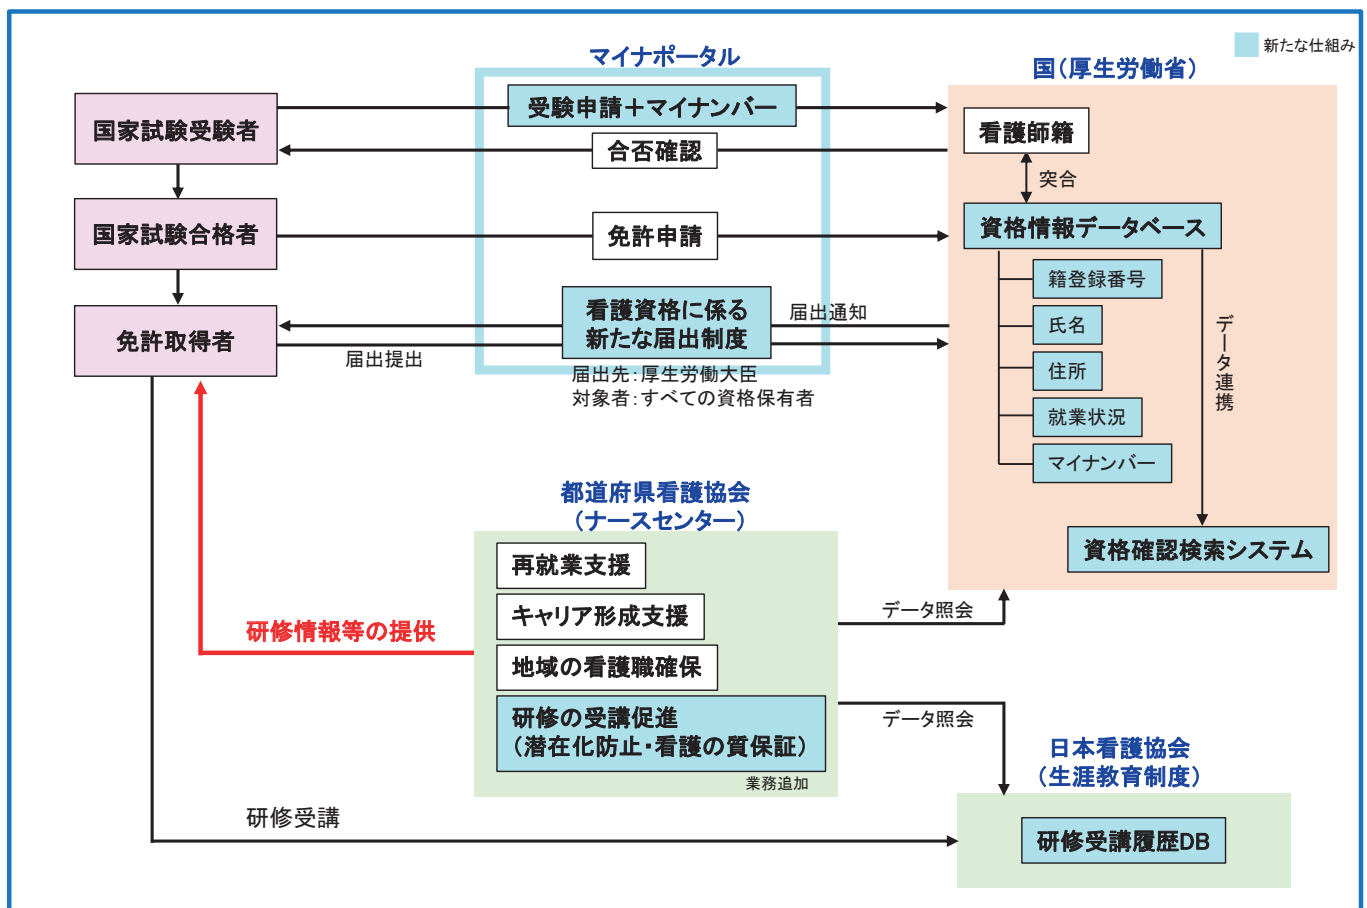 新たな仕組み
マイナポータル
国(厚生労働省)
国家試験受験者
受験申請＋マイナンバー
合否確認
看護師籍
突合
国家試験合格者
免許申請
資格情報データベース
籍登録番号
氏名
住所
就業状況
マイナンバー
データ連携
資格確認検索システム
免許取得者
看護資格に係る
新たな届出制度
届出通知
届出提出
届出先：厚生労働大臣
対象者：すべての資格保有者
都道府県看護協会
(ナースセンター)
再就業支援
キャリア形成支援
地域の看護職確保
研修の受講促進
(潜在化防止・看護の質保証)
業務追加
研修情報等の提供
データ照会
データ照会
日本看護協会
(生涯教育制度)
研修受講
研修受講履歴DB